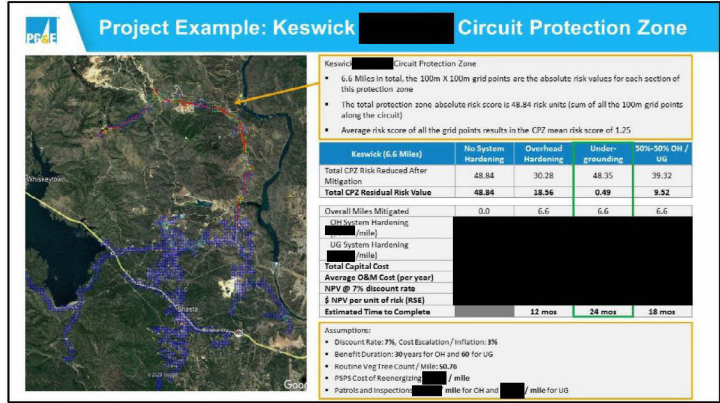 PG&E
Project Example: Keswick Circuit Protection Zone
Keswick Circuit Protection Zone
▪ 6.6 Miles in total, the 100m X 100m grid points are the absolute risk values for each section of
this protection zone
▪ The total protection zone absolute risk score is 48.84 risk units (sum of all the 100m grid points
along the circuit)
▪ Average risk score of all the grid points results in the CPZ mean risk score of 1.25
Keswick (6.6 Miles) No System Hardening Overhead Hardening Under-grounding 50%-50% OH / UG
Total CPZ Risk Reduced After Mitigation 48.84 30.28 48.35 39.32
Total CPZ Residual Risk Value 48.84 18.56 0.49 9.52
Overall Miles Mitigated 0.0 6.6 6.6 6.6
OH System Hardening
/mile)
UG System Hardening
/mile)
Total Capital Cost
Average O&M Cost (per year)
NPV @ 7% discount rate
$ NPV per unit of risk (RSE)
Estimated Time to Complete 12 mos 24 mos 18 mos
Assumptions:
▪ Discount Rate: 7%, Cost Escalation / Inflation: 3%
▪ Benefit Duration: 30 years for OH and 60 for UG
▪ Routine Veg Tree Count / Mile: 50.76
▪ PSPS Cost of Reenergizing / mile
▪ Patrols and Inspections mile for OH and / mile for UG
Whiskeytown
Shasta
©2020 Google
Goo